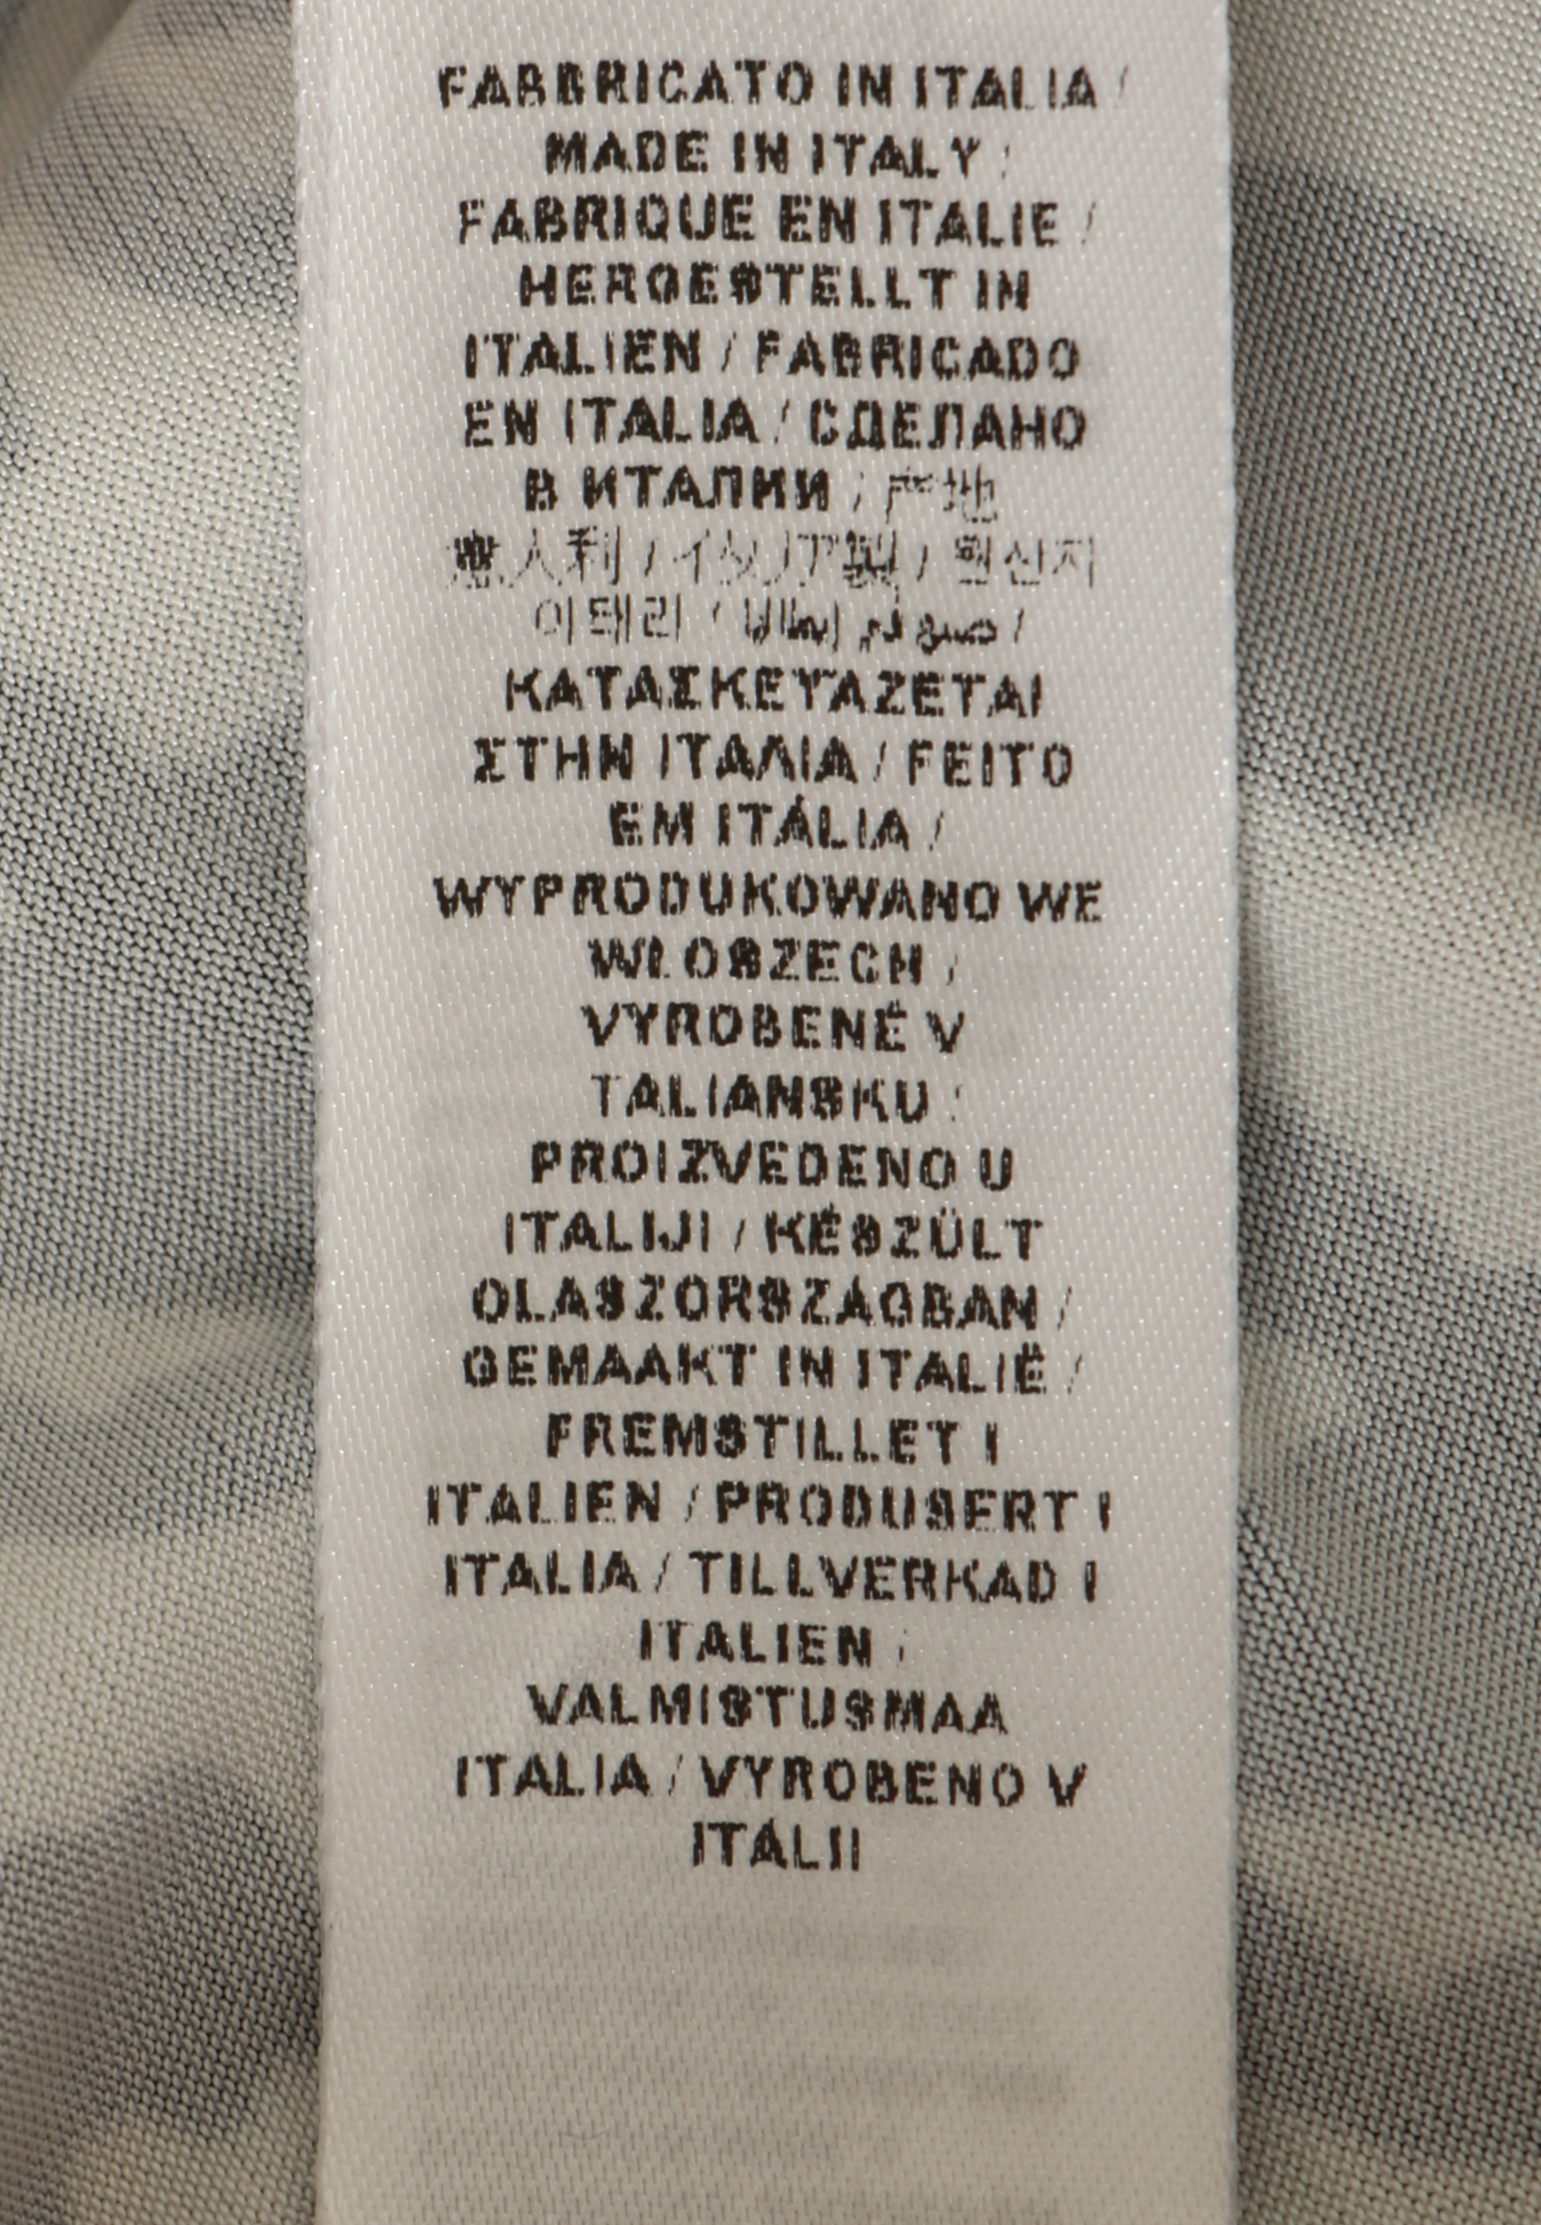 FABBRICATO IN ITALIA /
MADE IN ITALY /
FABRIQUE EN ITALIE /
HERGESTELLT IN
ITALIEN / FABRICADO
EN ITALIA / СДЕЛАНО
В ИТАЛИИ / 产地
意大利 / イタリア製 / 원산지
이태리 / صنع في إيطاليا /
ΚΑΤΑΣΚΕΥΑΖΕΤΑΙ
ΣΤΗΝ ΙΤΑΛΙΑ / FEITO
EM ITÁLIA /
WYPRODUKOWANO WE
WŁOSZECH /
VYROBENÉ V
TALIANSKU /
PROIZVEDENO U
ITALIJI / KÉSZÜLT
OLASZORSZÁGBAN /
GEMAAKT IN ITALIË /
FREMSTILLET I
ITALIEN / PRODUSERT I
ITALIA / TILLVERKAD I
ITALIEN /
VALMISTUSMAA
ITALIA / VYROBENO V
ITÁLII